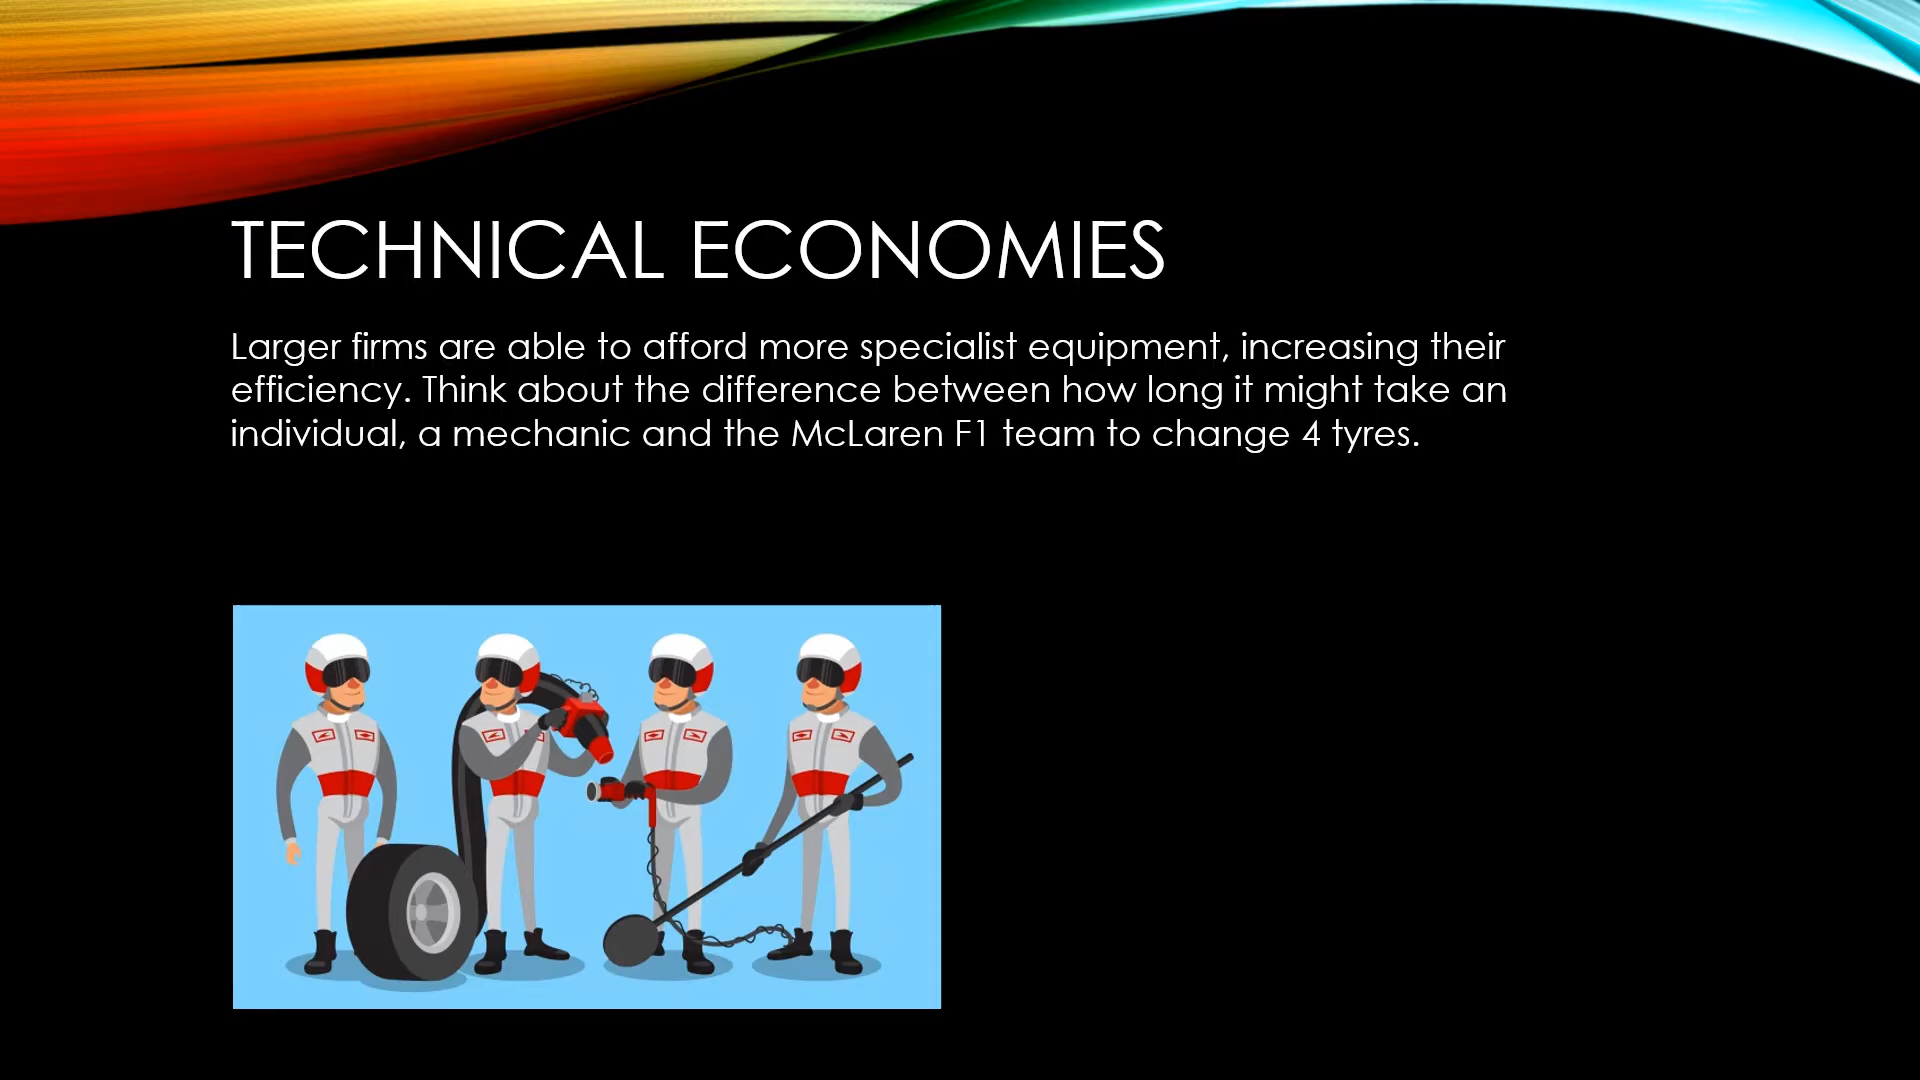 TECHNICAL ECONOMIES
Larger firms are able to afford more specialist equipment, increasing their
efficiency. Think about the difference between how long it might take an
individual, a mechanic and the McLaren F1 team to change 4 tyres.